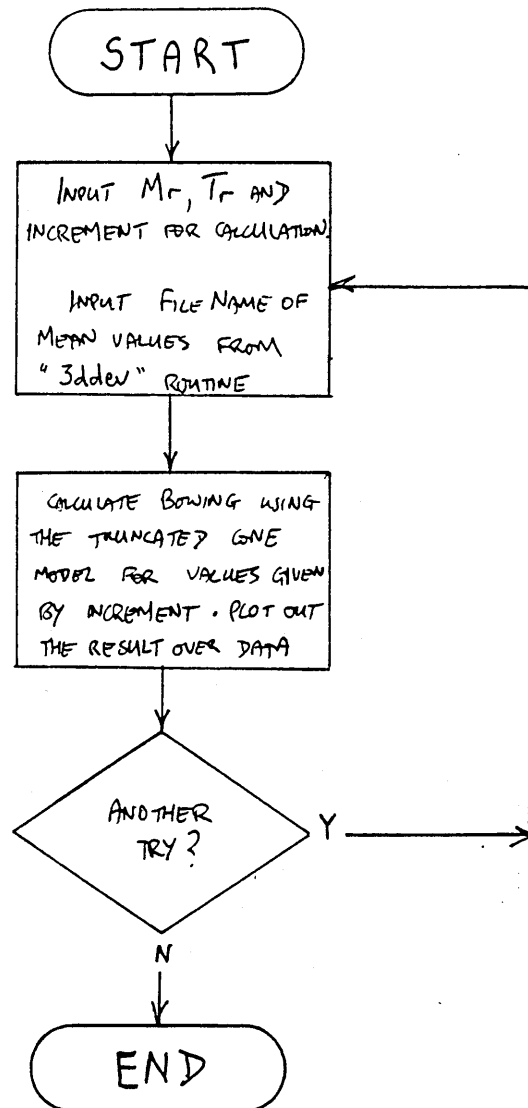 START
INPUT Mr, Tr AND
INCREMENT FOR CALCULATION.
INPUT FILE NAME OF
MEAN VALUES FROM
"3ddev" ROUTINE
CALCULATE BOWING USING
THE TRUNCATED CONE
MODEL FOR VALUES GIVEN
BY INCREMENT. PLOT OUT
THE RESULT OVER DATA
ANOTHER
TRY?
Y
N
END